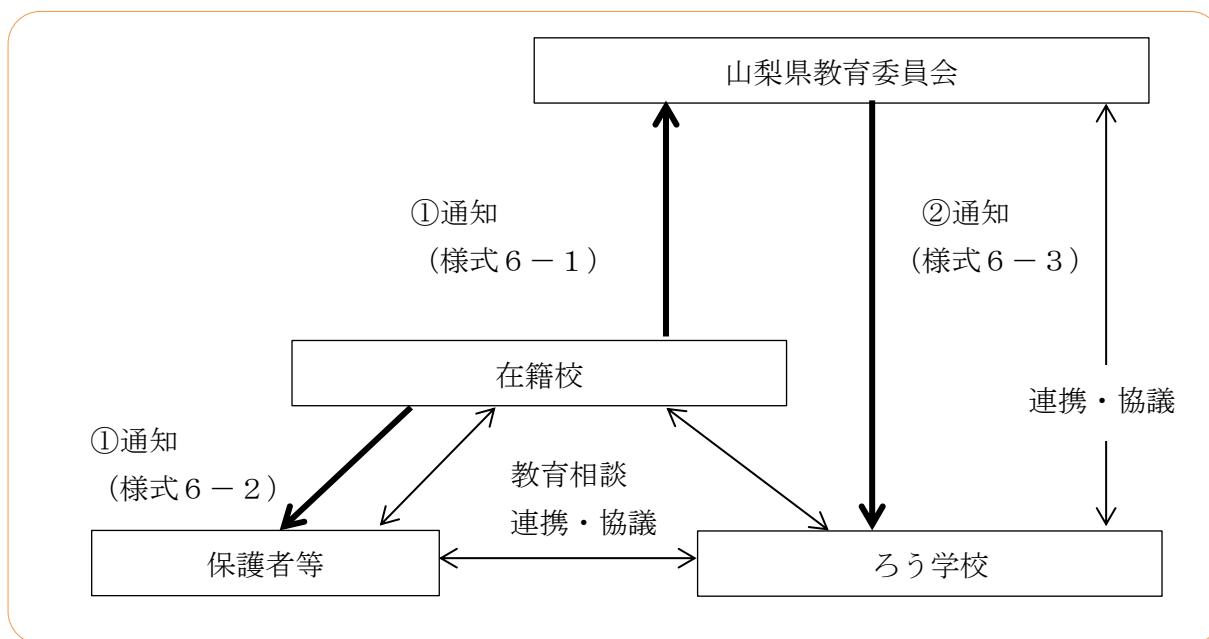 山梨県教育委員会
①通知
（様式６－１）
②通知
（様式６－３）
在籍校
連携・協議
①通知
（様式６－２）
教育相談
連携・協議
保護者等
ろう学校